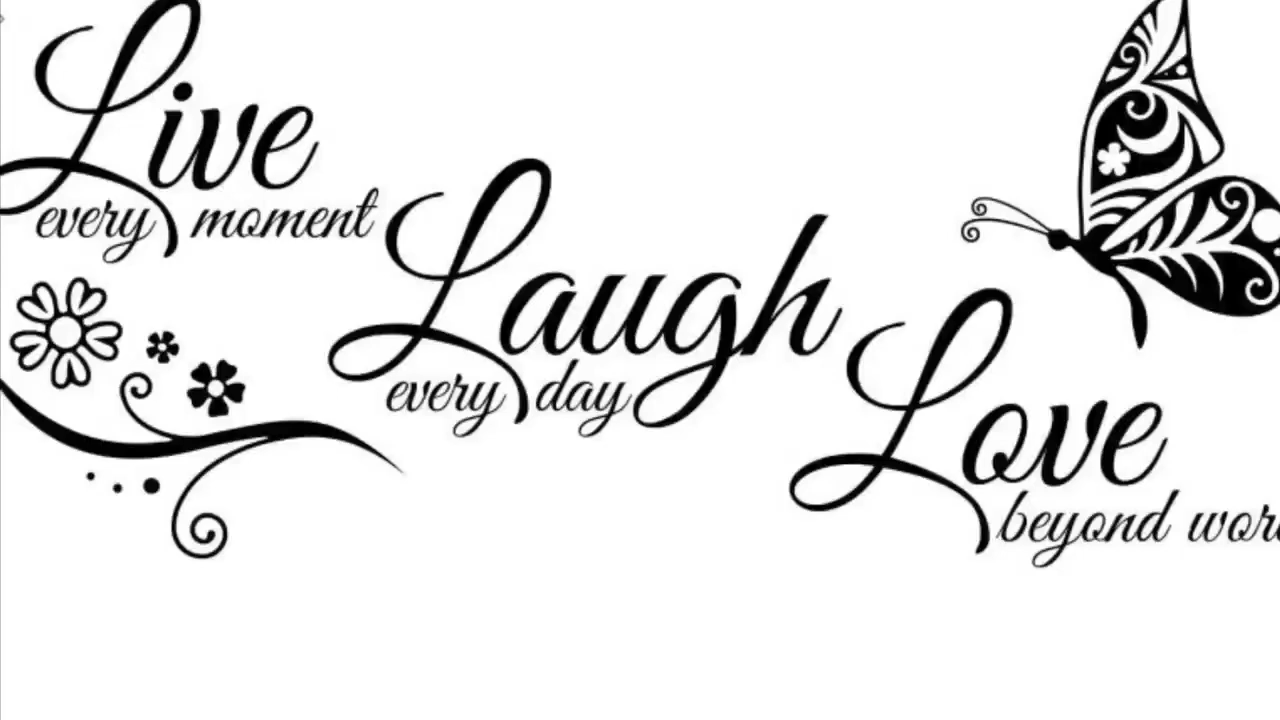 Live
every moment
Laugh
every day
Love
beyond